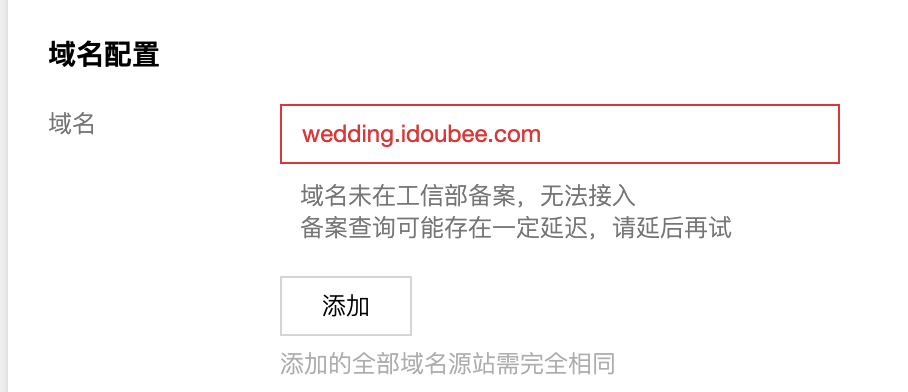 域名配置
域名
wedding.idoubee.com
域名未在工信部备案，无法接入
备案查询可能存在一定延迟，请延后再试
添加
添加的全部域名源站需完全相同